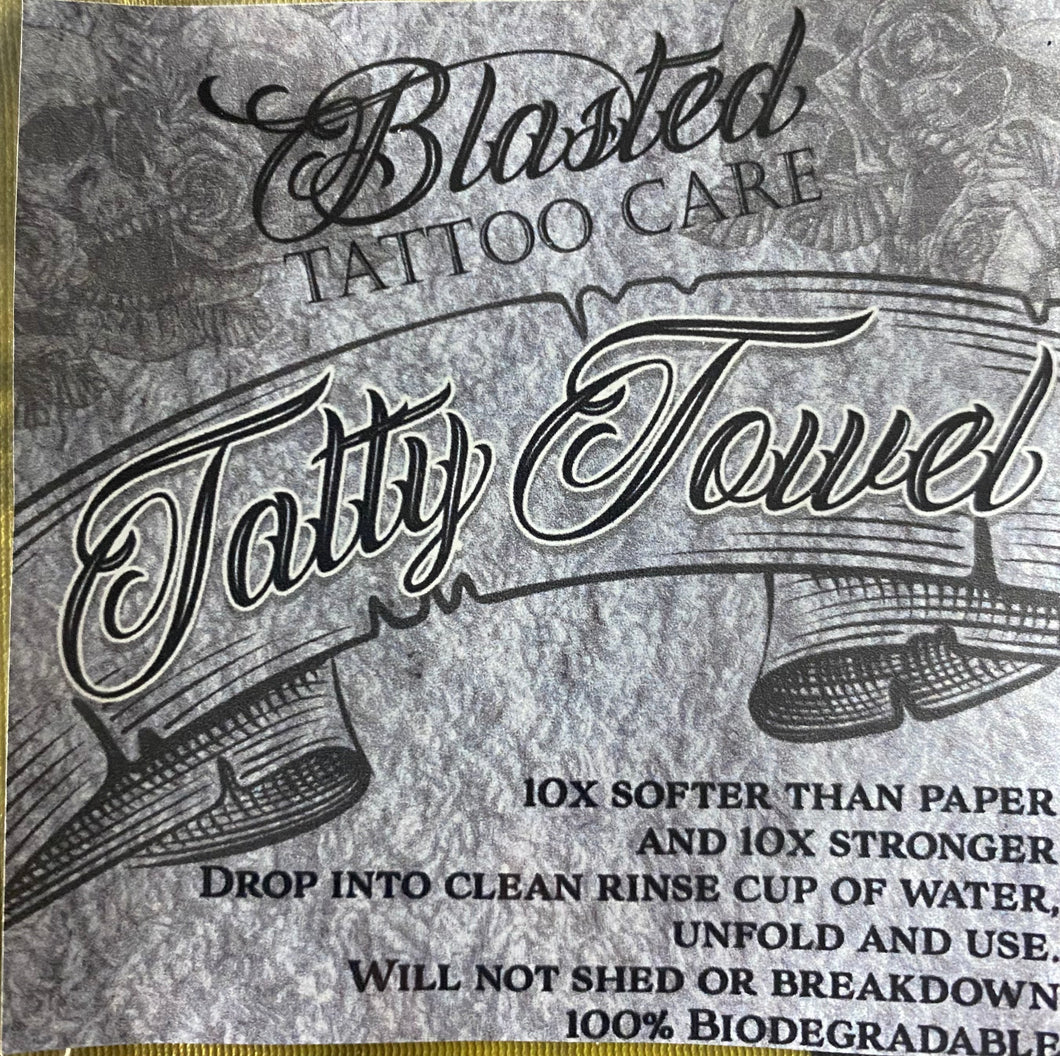 Blasted
TATTOO CARE
Tatty Towel
10X SOFTER THAN PAPER
AND 10X STRONGER
DROP INTO CLEAN RINSE CUP OF WATER,
UNFOLD AND USE.
WILL NOT SHED OR BREAKDOWN
100% BIODEGRADABLE